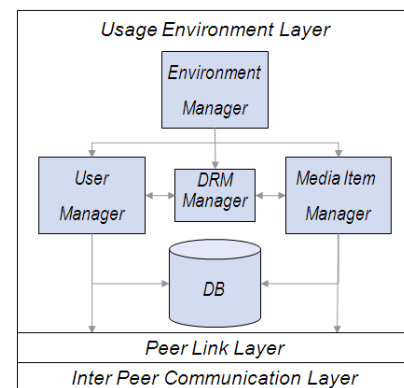 Usage Environment Layer
Environment
Manager
User
Manager
DRM
Manager
Media Item
Manager
DB
Peer Link Layer
Inter Peer Communication Layer